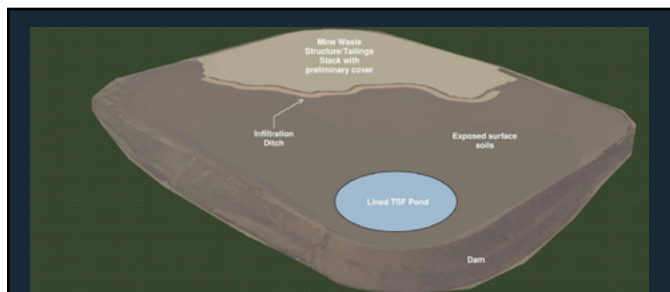 Mine Waste
Structure/Tailings
Stack with
preliminary cover
Infiltration
Ditch
Exposed surface
soils
Lined TSF Pond
Dam